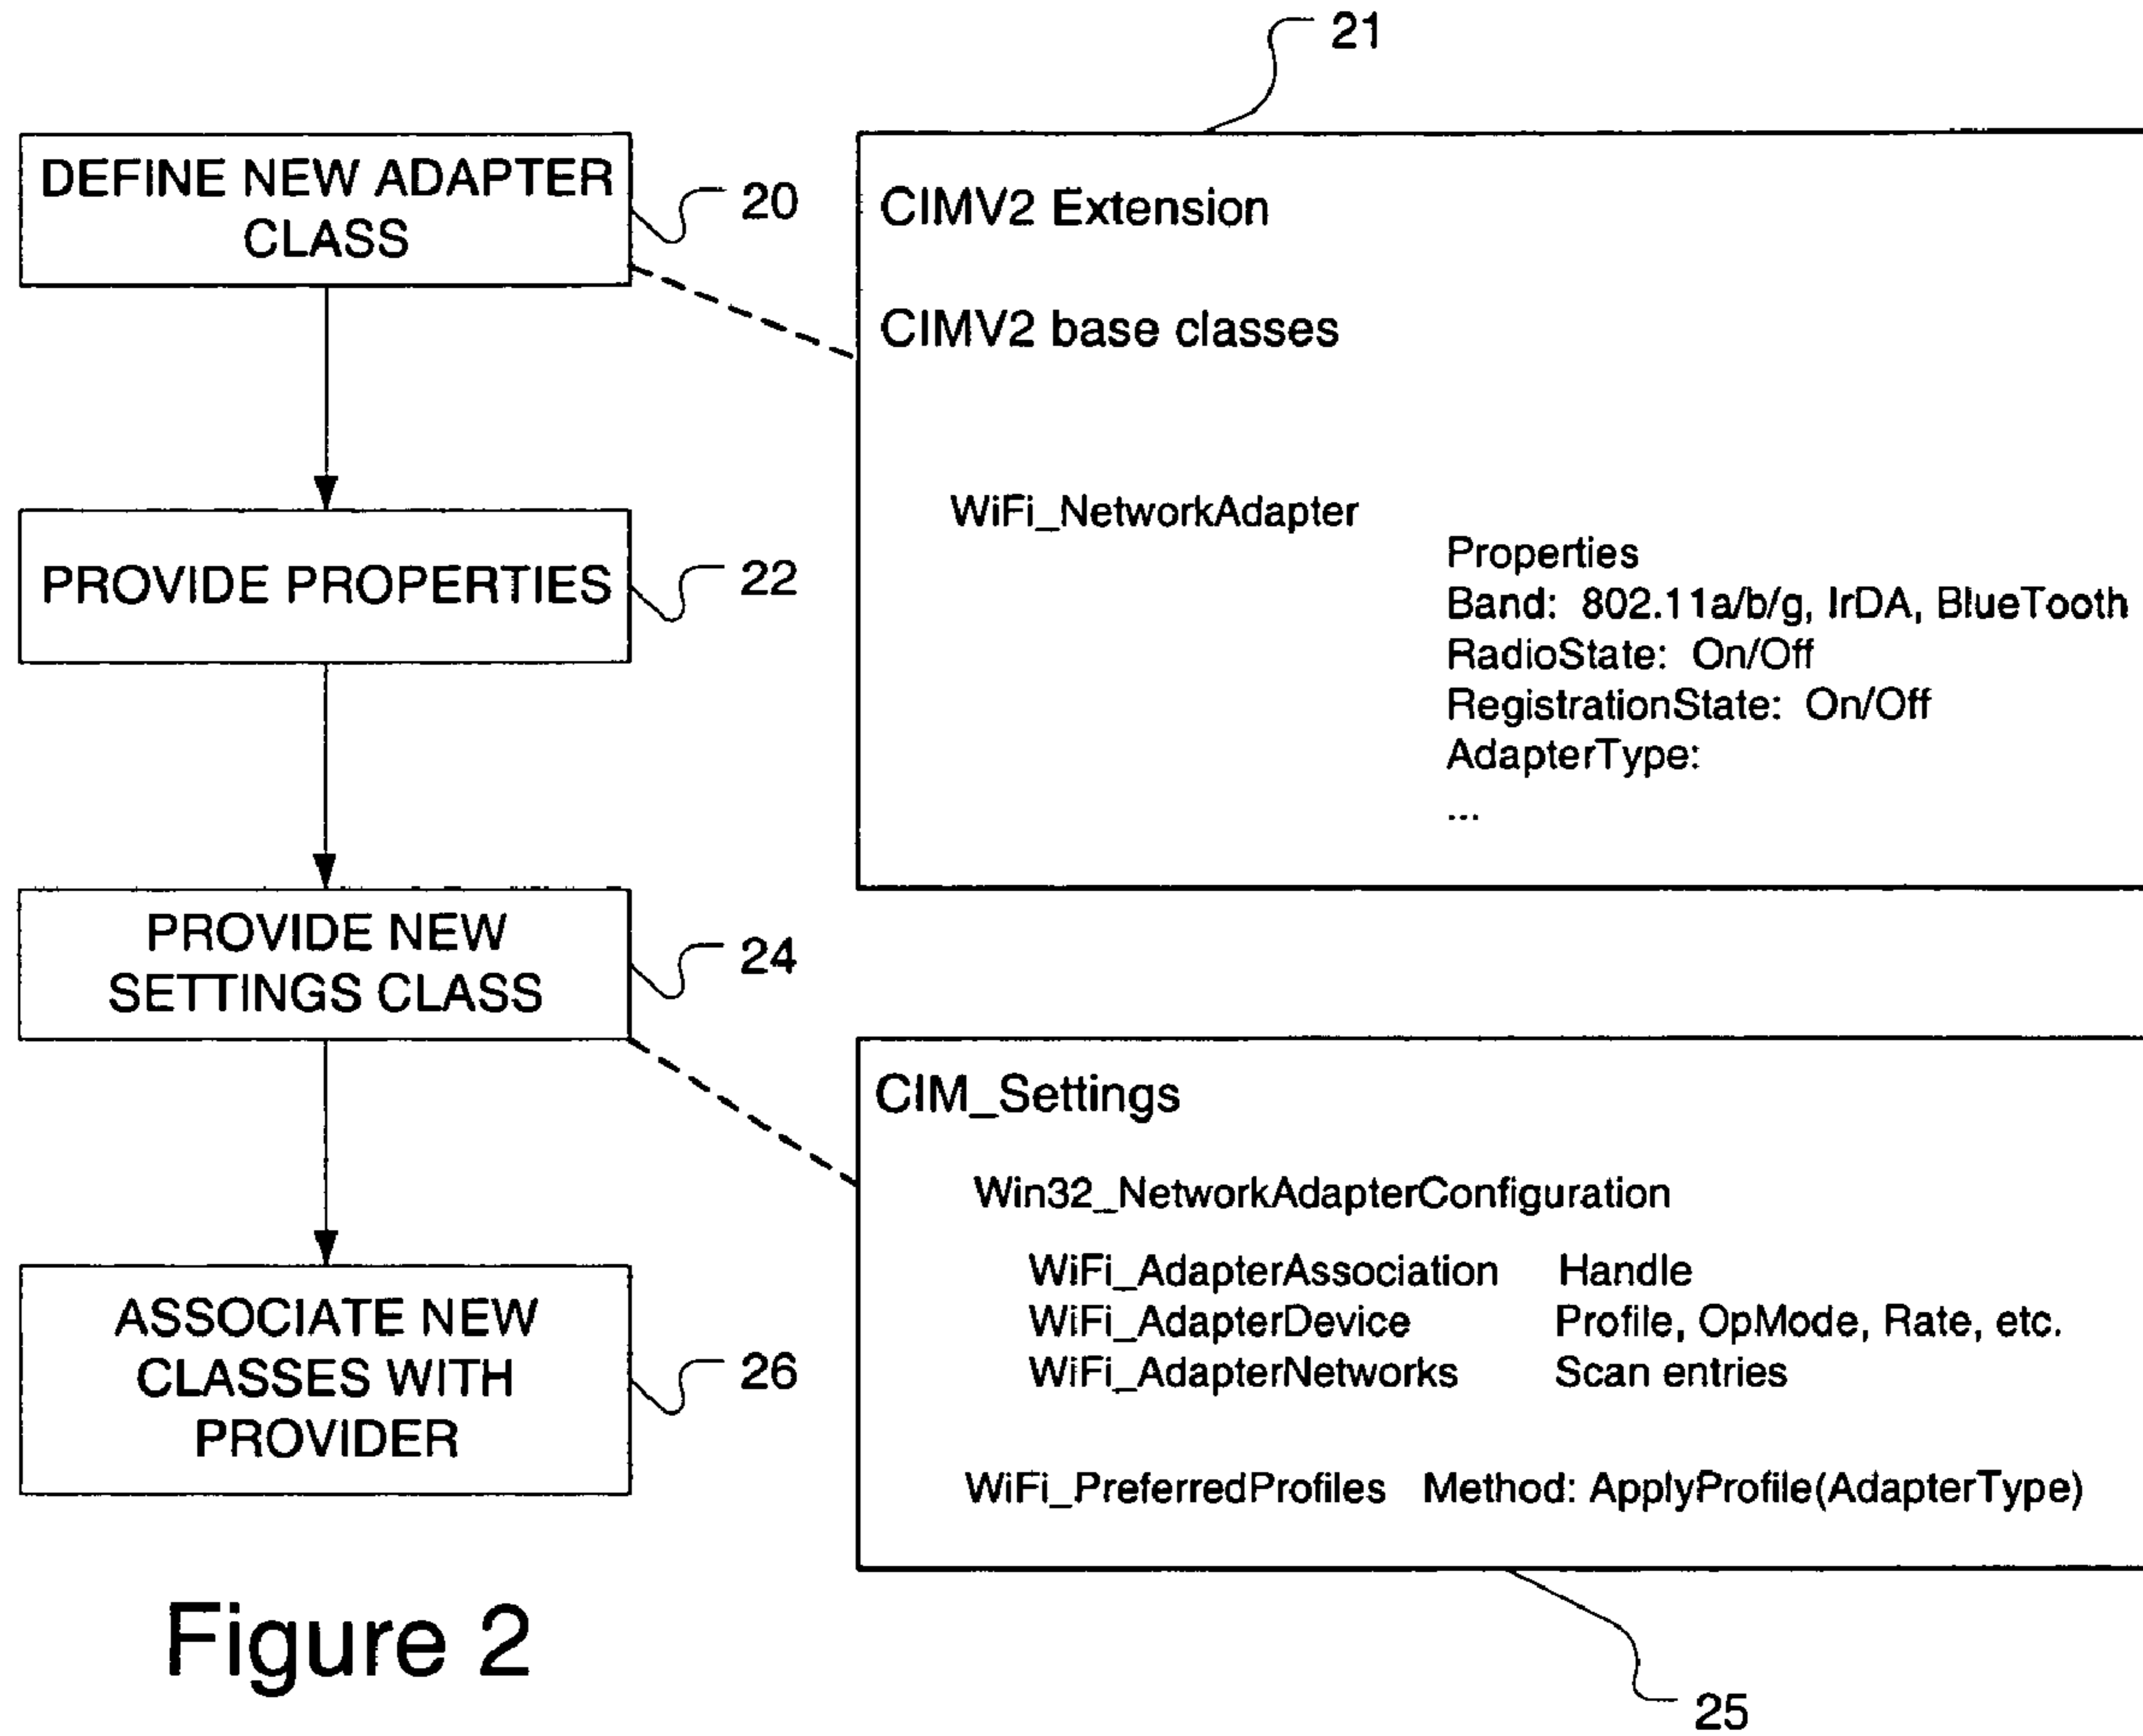 21
DEFINE NEW ADAPTER
CLASS
20
PROVIDE PROPERTIES
22
PROVIDE NEW
SETTINGS CLASS
24
ASSOCIATE NEW
CLASSES WITH
PROVIDER
26
CIMV2 Extension
CIMV2 base classes
WiFi_NetworkAdapter
Properties
Band: 802.11a/b/g, IrDA, BlueTooth
RadioState: On/Off
RegistrationState: On/Off
AdapterType:
...
CIM_Settings
Win32_NetworkAdapterConfiguration
WiFi_AdapterAssociation Handle
WiFi_AdapterDevice Profile, OpMode, Rate, etc.
WiFi_AdapterNetworks Scan entries
WiFi_PreferredProfiles Method: ApplyProfile(AdapterType)
25
Figure 2